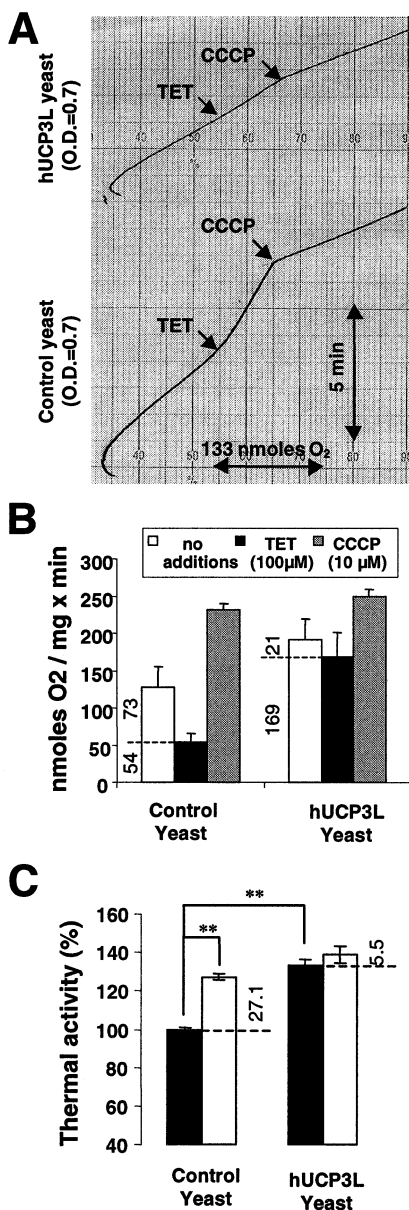 A
hUCP3L yeast
(O.D.=0.7)
CCCP
TET
40 50 60 70 80 90
Control yeast
(O.D.=0.7)
CCCP
TET
5 min
133 nmoles O2
40 50 60 70 80 90
B
no additions
TET (100μM)
CCCP (10 μM)
nmoles O2 / mg x min
300
250
200
150
100
50
0
73
54
21
169
Control Yeast
hUCP3L Yeast
C
Thermal activity (%)
160
140
120
100
80
60
40
**
**
27.1
5.5
Control Yeast
hUCP3L Yeast